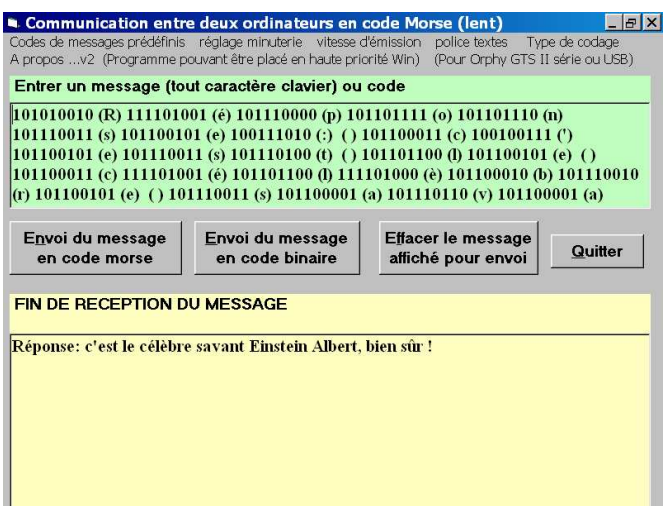 Communication entre deux ordinateurs en code Morse (lent)
Codes de messages prédéfinis réglage minuterie vitesse d'émission police textes Type de codage
A propos ...v2 (Programme pouvant être placé en haute priorité Win) (Pour Orphy GTS II série ou USB)
Entrer un message (tout caractère clavier) ou code
101010010 (R) 111101001 (é) 101110000 (p) 101101111 (o) 101101110 (n)
101110011 (s) 101100101 (e) 100111010 (:) ( ) 101100011 (c) 100100111 (')
101100101 (e) 101110011 (s) 101110100 (t) ( ) 101101100 (l) 101100101 (e) ( )
101100011 (c) 111101001 (é) 101101100 (l) 111101000 (è) 101100010 (b) 101110010
(r) 101100101 (e) ( ) 101110011 (s) 101100001 (a) 101110110 (v) 101100001 (a)
Envoi du message en code morse
Envoi du message en code binaire
Effacer le message affiché pour envoi
Quitter
FIN DE RECEPTION DU MESSAGE
Réponse: c'est le célèbre savant Einstein Albert, bien sûr !